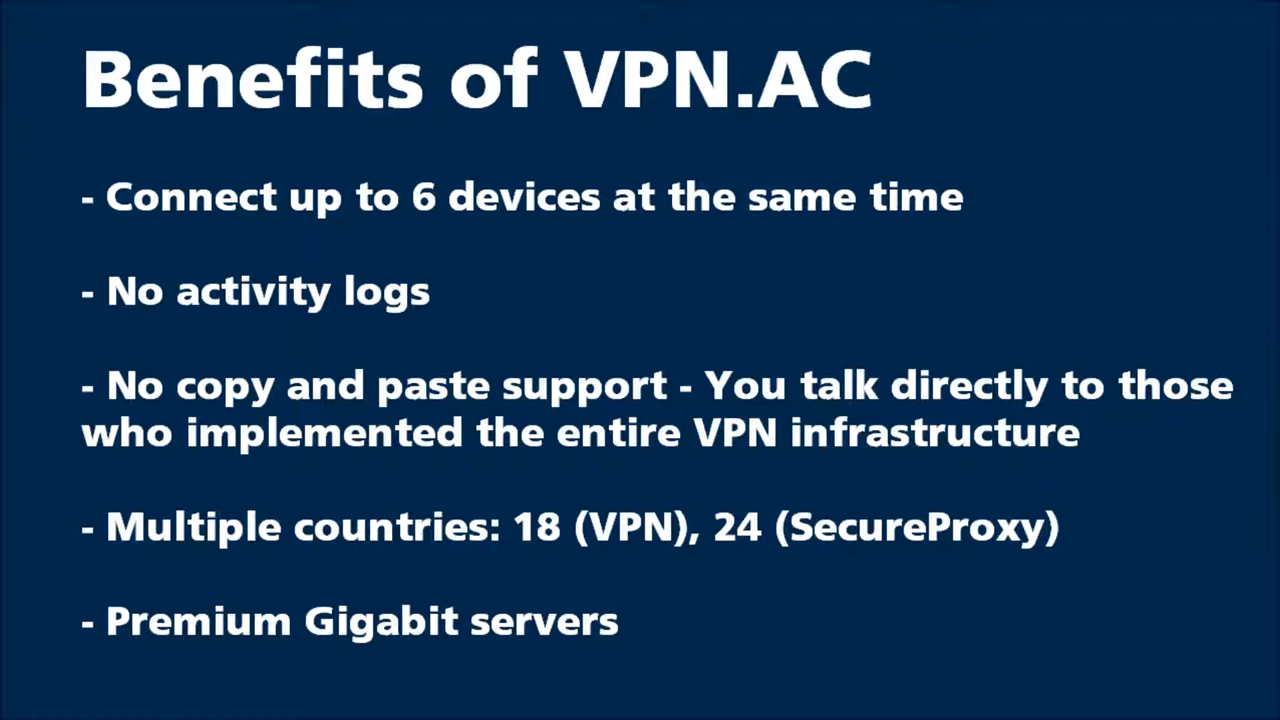 Benefits of VPN.AC
- Connect up to 6 devices at the same time
- No activity logs
- No copy and paste support - You talk directly to those
who implemented the entire VPN infrastructure
- Multiple countries: 18 (VPN), 24 (SecureProxy)
- Premium Gigabit servers